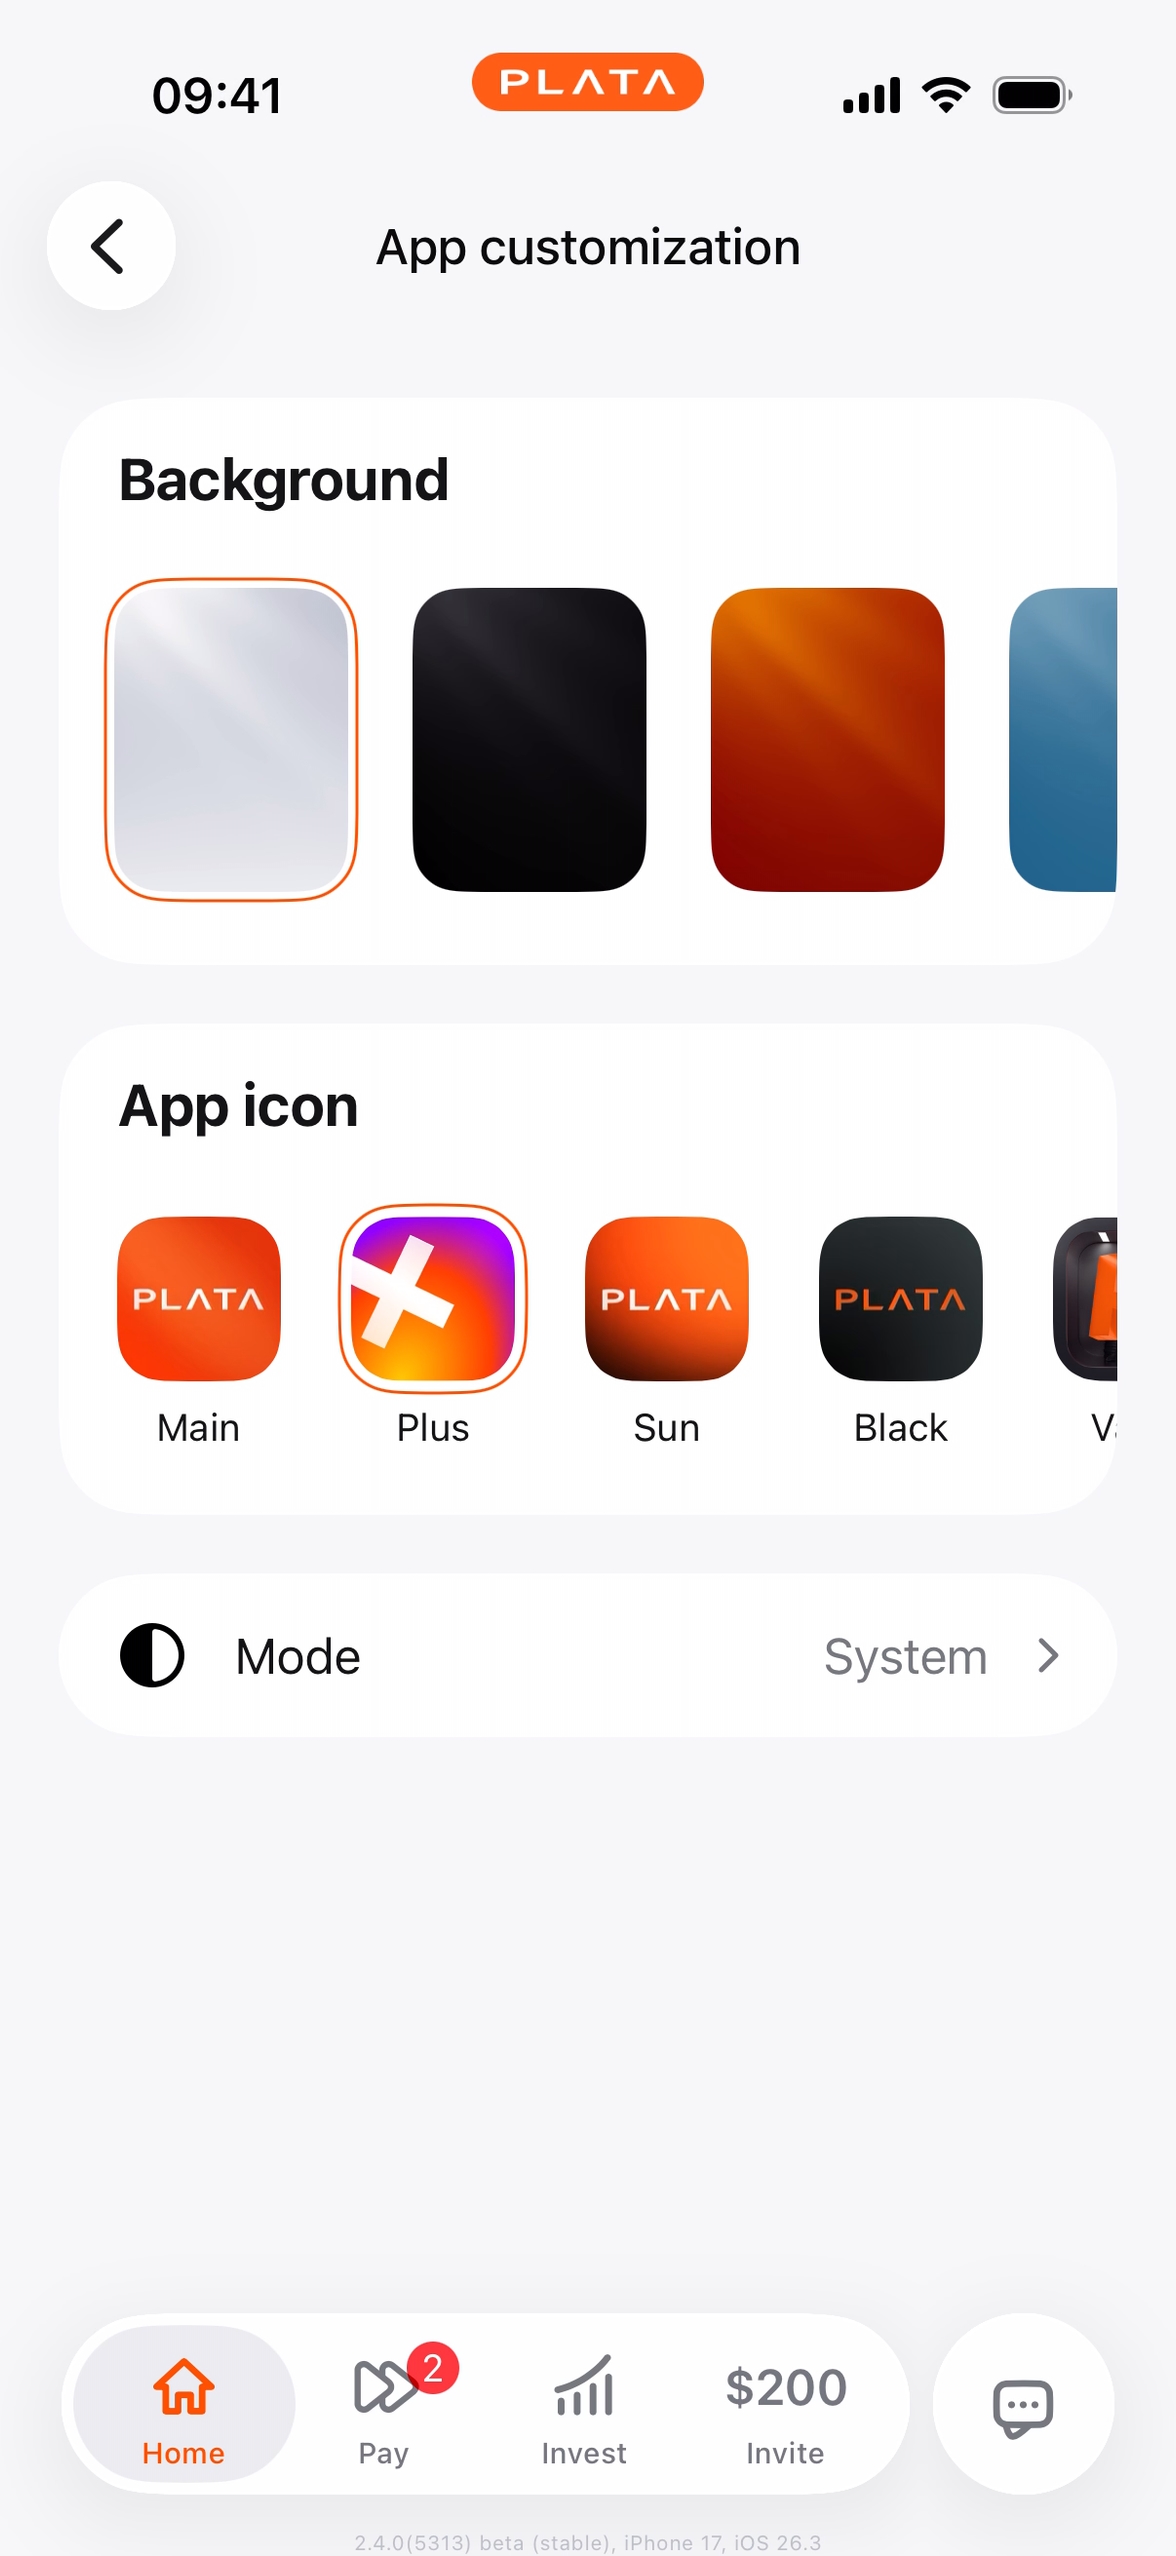 09:41
PLATA
App customization
Background
App icon
PLATA
PLATA
PLATA
Main
Plus
Sun
Black
Mode
System
2
$200
Home
Pay
Invest
Invite
2.4.0(5313) beta (stable), iPhone 17, iOS 26.3